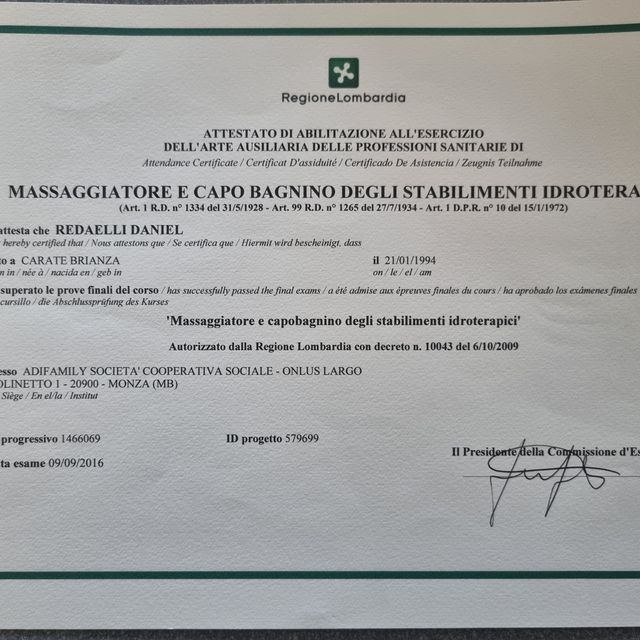 RegioneLombardia
ATTESTATO DI ABILITAZIONE ALL'ESERCIZIO
DELL'ARTE AUSILIARIA DELLE PROFESSIONI SANITARIE DI
Attendance Certificate / Certificat D'assiduité / Certificado De Asistencia / Zeugnis Teilnahme
MASSAGGIATORE E CAPO BAGNINO DEGLI STABILIMENTI IDROTERA
(Art. 1 R.D. n° 1334 del 31/5/1928 - Art. 99 R.D. n° 1265 del 27/7/1934 - Art. 1 D.P.R. n° 10 del 15/1/1972)
attesta che REDAELLI DANIEL
hereby certified that / Nous attestons que / Se certifica que / Hiermit wird bescheinigt, dass
to a CARATE BRIANZA il 21/01/1994
n in / née à / nacida en / geb in on / le / el / am
superato le prove finali del corso / has successfully passed the final exams / a été admise aux épreuves finales du cours / ha aprobado los exàmenes finales
cursillo / die Abschlussprüfung des Kurses
'Massaggiatore e capobagnino degli stabilimenti idroterapici'
Autorizzato dalla Regione Lombardia con decreto n. 10043 del 6/10/2009
esso ADIFAMILY SOCIETA' COOPERATIVA SOCIALE - ONLUS LARGO
OLINETTO 1 - 20900 - MONZA (MB)
Siège / En el/la / Institut
progressivo 1466069 ID progetto 579699
ta esame 09/09/2016
Il Presidente della Commissione d'Es